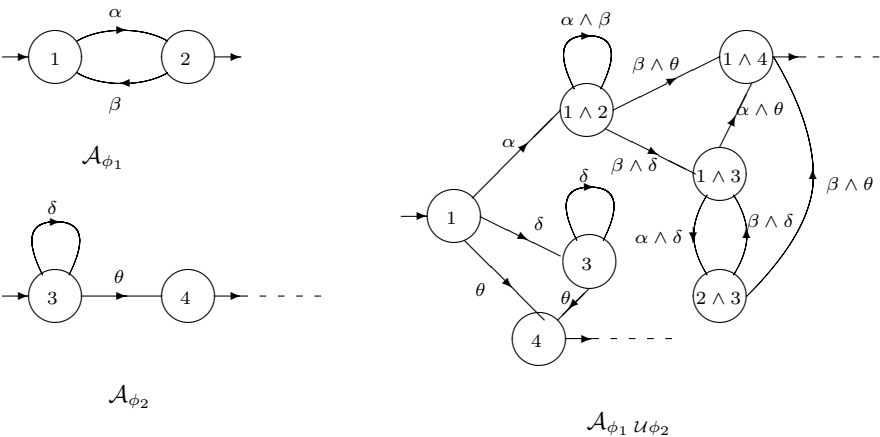 α
1
2
β
𝒜_{ϕ₁}
δ
3
θ
4
𝒜_{ϕ₂}
α ∧ β
1 ∧ 2
β ∧ θ
1 ∧ 4
α
β ∧ δ
α ∧ θ
1 ∧ 3
β ∧ θ
1
δ
δ
3
α ∧ δ
β ∧ δ
2 ∧ 3
θ
θ
4
𝒜_{ϕ₁ 𝒰 ϕ₂}